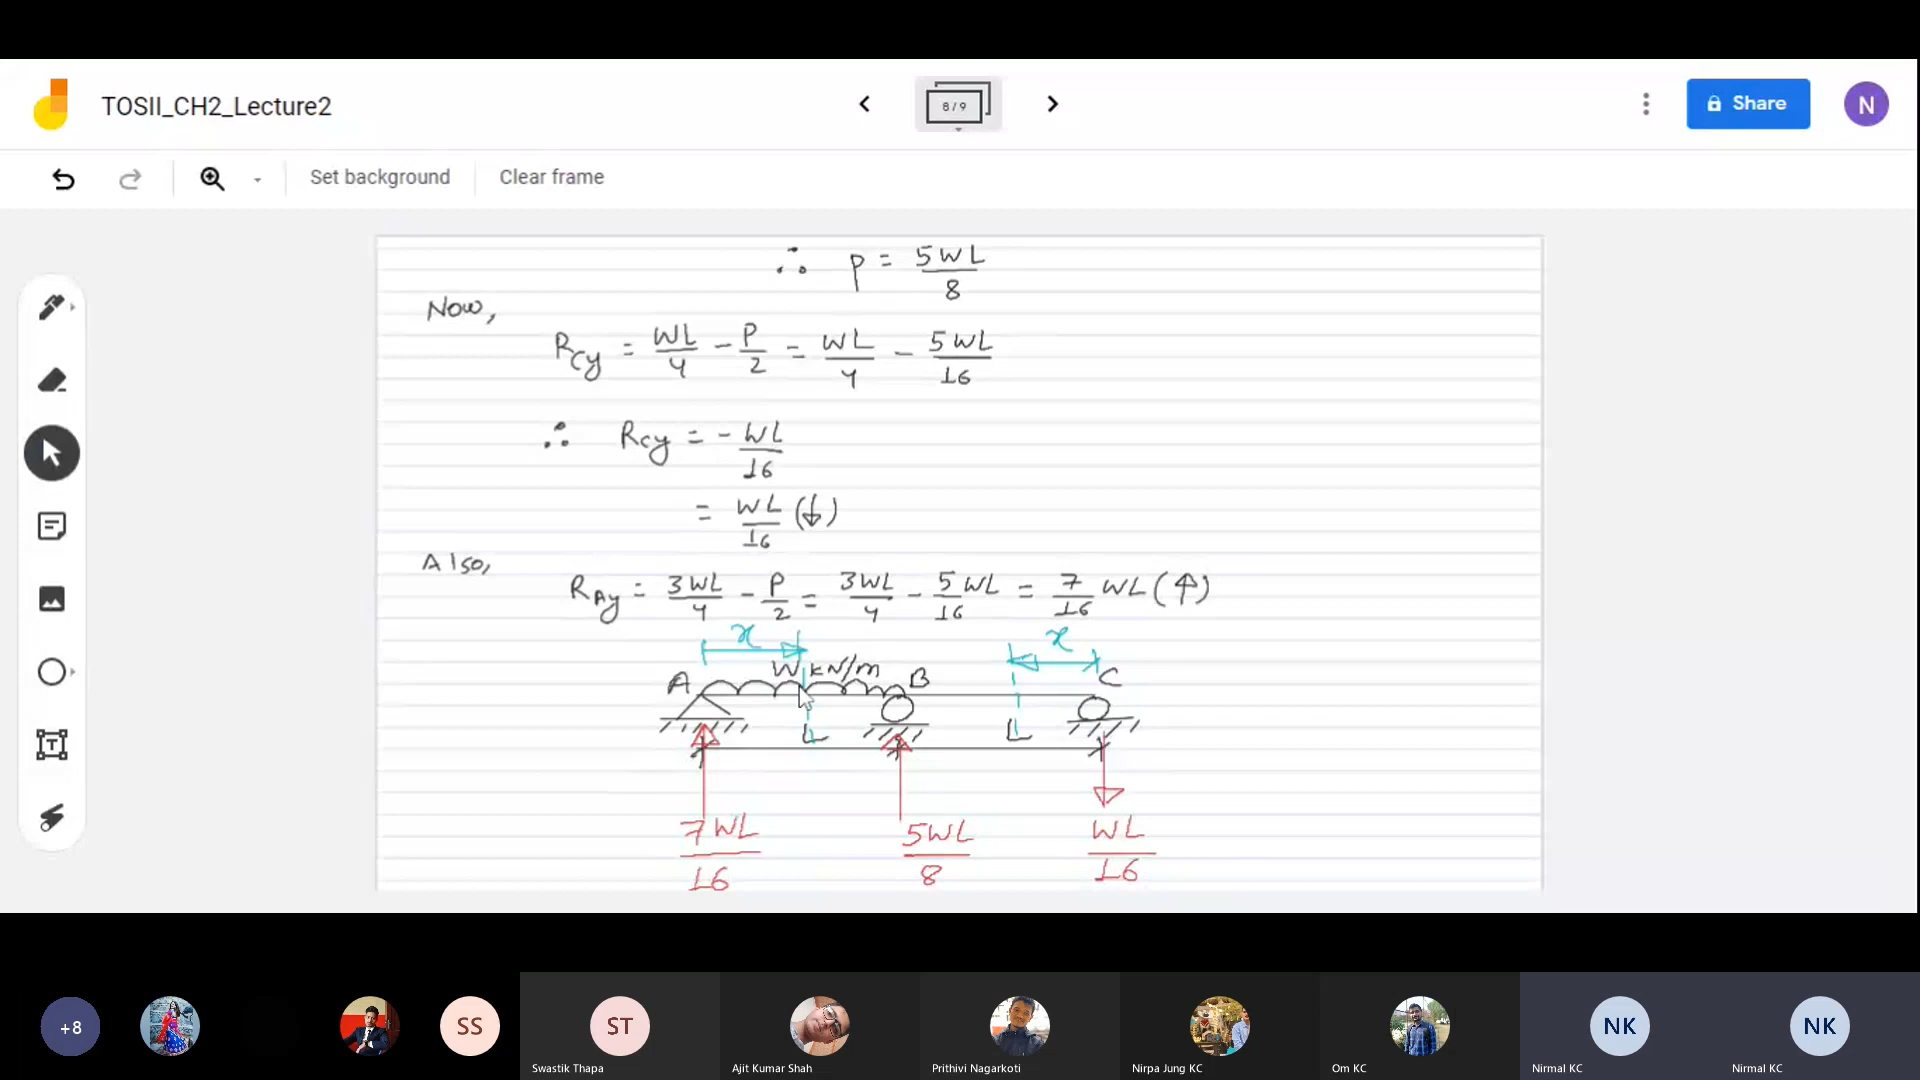 TOSII_CH2_Lecture2
8/9
Share
N
Set background
Clear frame
∴ P = 5WL/8
Now,
RCy = WL/4 - P/2 = WL/4 - 5WL/16
∴ RCy = - WL/16
= WL/16 (↓)
Also,
RAy = 3WL/4 - P/2 = 3WL/4 - 5WL/16 = 7/16 WL (↑)
x x
A W kN/m B C
7WL/16 5WL/8 WL/16
+8
SS
ST
NK
NK
Swastik Thapa
Ajit Kumar Shah
Prithivi Nagarkoti
Nirpa Jung KC
Om KC
Nirmal KC
Nirmal KC